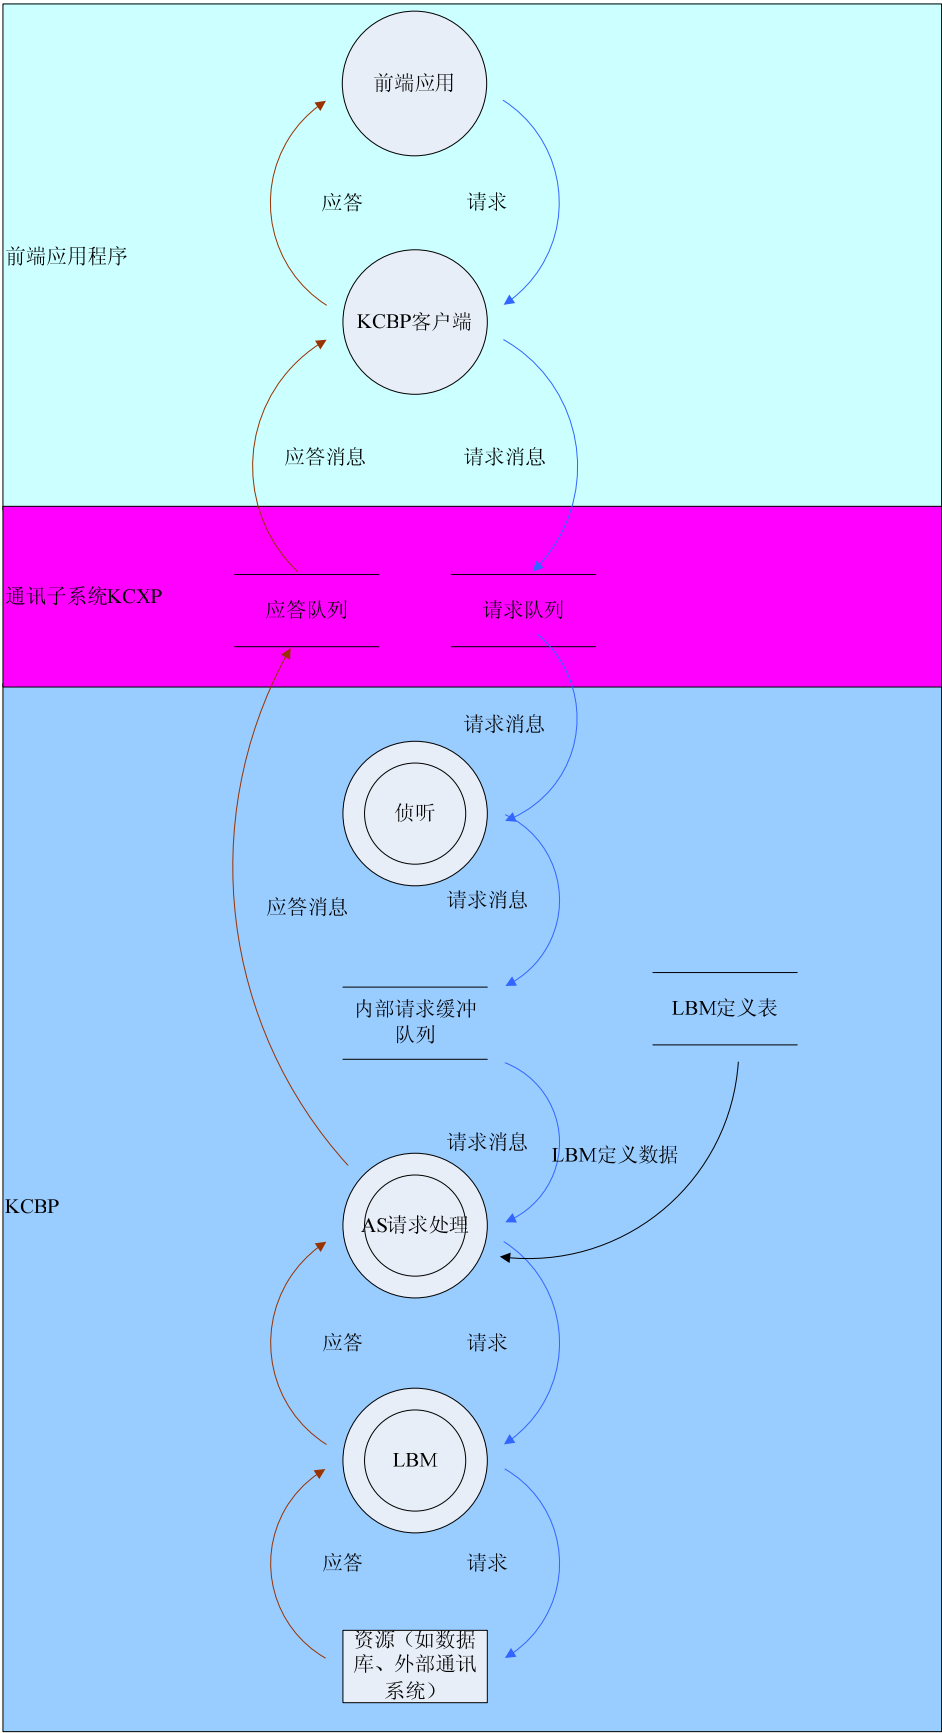 前端应用
应答
请求
前端应用程序
KCBP客户端
应答消息
请求消息
通讯子系统KCXP
应答队列
请求队列
请求消息
侦听
请求消息
应答消息
内部请求缓冲
队列
LBM定义表
请求消息
LBM定义数据
KCBP
AS请求处理
应答
请求
LBM
应答
请求
资源（如数据
库、外部通讯
系统）